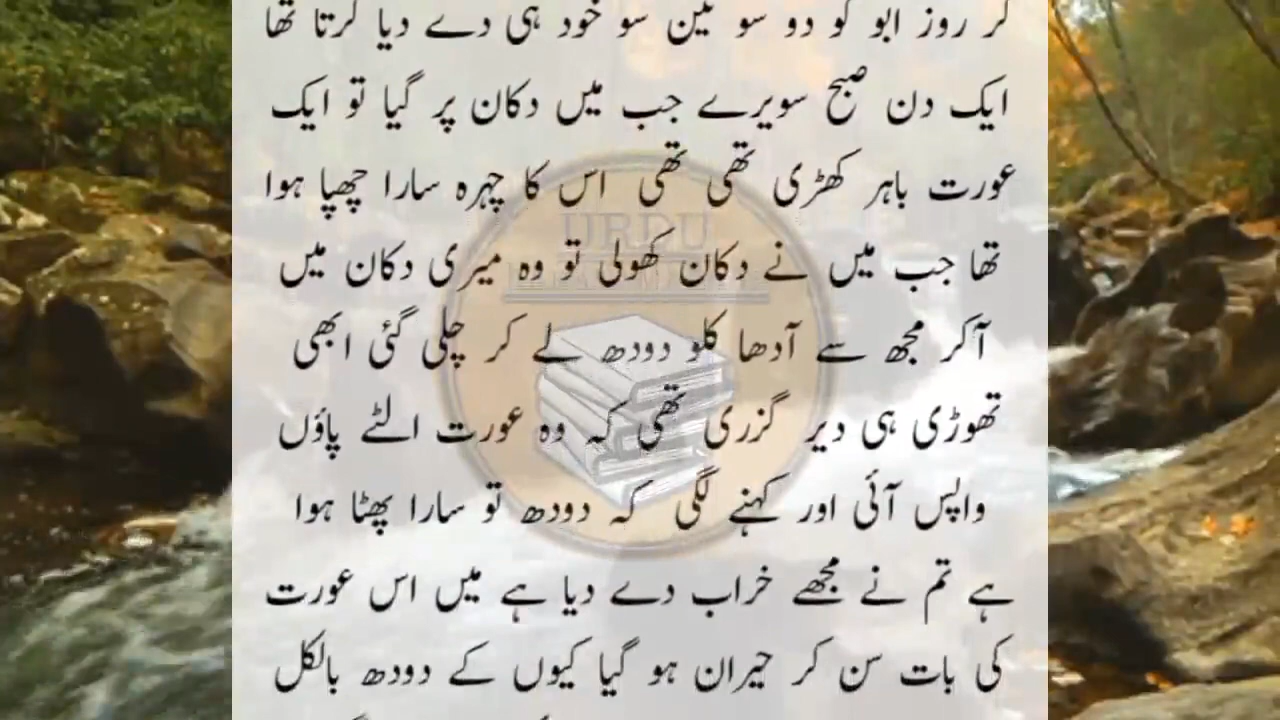 کر روز ابو کو دو سو تین سو خود ہی دے دیا کرتا تھا
ایک دن صبح سویرے جب میں دکان پر گیا تو ایک
عورت باہر کھڑی تھی تھی اس کا چہرہ سارا چھپا ہوا
تھا جب میں نے دکان کھولی تو وہ میری دکان میں
آکر مجھ سے آدھا کلو دودھ لے کر چلی گئی ابھی
تھوڑی ہی دیر گزری تھی کہ وہ عورت الٹے پاؤں
واپس آئی اور کہنے لگی کہ دودھ تو سارا پھٹا ہوا
ہے تم نے مجھے خراب دے دیا ہے میں اس عورت
کی بات سن کر حیران ہو گیا کیوں کے دودھ بالکل
URDU